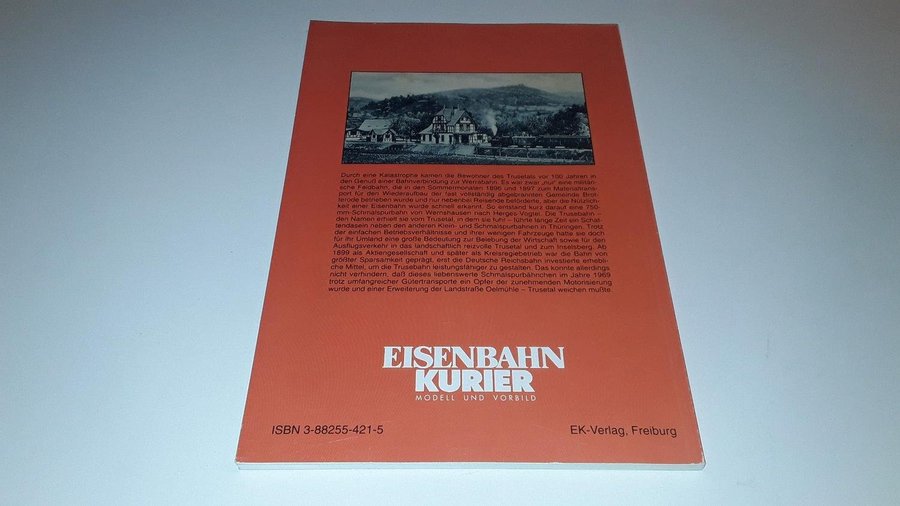 Durch eine Katastrophe kamen die Bewohner des Trusetals vor 100 Jahren in
den Genuß einer Bahnverbindung zur Werrabahn. Es war zwar „nur“ eine militäri-
sche Feldbahn, die in den Sommermonaten 1896 und 1897 zum Materialtrans-
port für den Wiederaufbau der fast vollständig abgebrannten Gemeinde Brot-
terode betrieben wurde und nur nebenbei Reisende beförderte, aber die Nützlich-
keit einer Eisenbahn wurde schnell erkannt. So entstand kurz darauf eine 750-
mm-Schmalspurbahn von Wernshausen nach Herges-Vogtei. Die Trusebahn –
den Namen erhielt sie vom Trusetal, in dem sie fuhr – führte lange Zeit ein Schat-
tendasein neben den anderen Klein- und Schmalspurbahnen in Thüringen. Trotz
der einfachen Betriebsverhältnisse und ihrer wenigen Fahrzeuge hatte sie doch
für ihr Umland eine große Bedeutung zur Belebung der Wirtschaft sowie für den
Ausflugsverkehr in das landschaftlich reizvolle Trusetal und zum Inselsberg. Ab
1899 als Aktiengesellschaft und später als Kreisregiebetrieb war die Bahn von
größter Sparsamkeit geprägt, erst die Deutsche Reichsbahn investierte erhebli-
che Mittel, um die Trusebahn leistungsfähiger zu gestalten. Das konnte allerdings
nicht verhindern, daß dieses liebenswerte Schmalspurbähnchen im Jahre 1969
trotz umfangreicher Gütertransporte ein Opfer der zunehmenden Motorisierung
wurde und einer Erweiterung der Landstraße Oelmühle – Trusetal weichen mußte.
EISENBAHN
KURIER
MODELL UND VORBILD
ISBN 3-88255-421-5
EK-Verlag, Freiburg